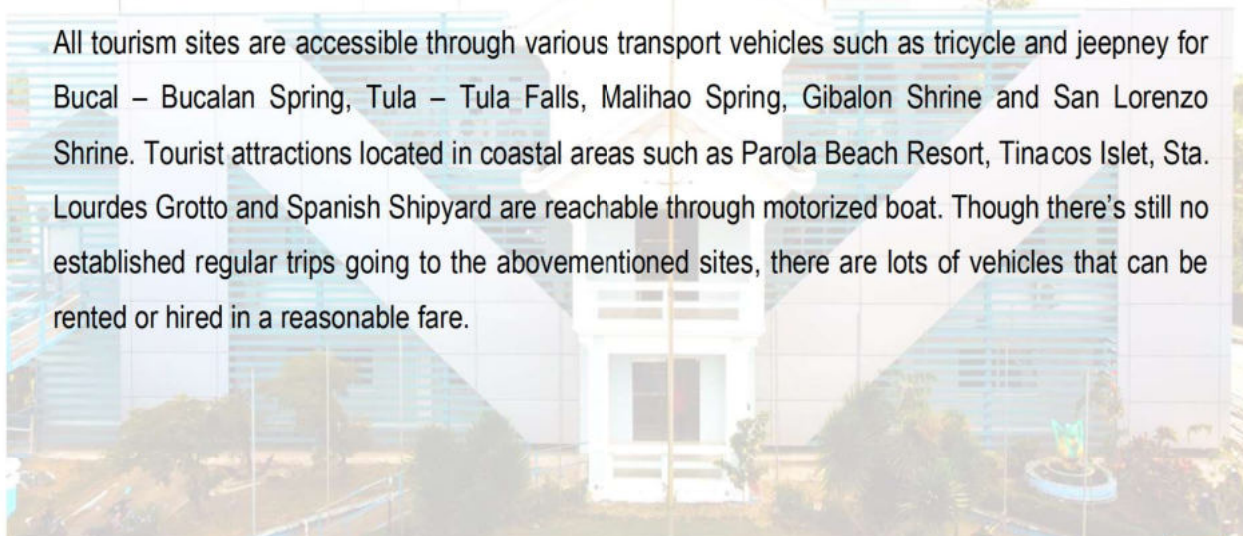 All tourism sites are accessible through various transport vehicles such as tricycle and jeepney for
Bucal – Bucalan Spring, Tula – Tula Falls, Malihao Spring, Gibalon Shrine and San Lorenzo
Shrine. Tourist attractions located in coastal areas such as Parola Beach Resort, Tinacos Islet, Sta.
Lourdes Grotto and Spanish Shipyard are reachable through motorized boat. Though there’s still no
established regular trips going to the abovementioned sites, there are lots of vehicles that can be
rented or hired in a reasonable fare.